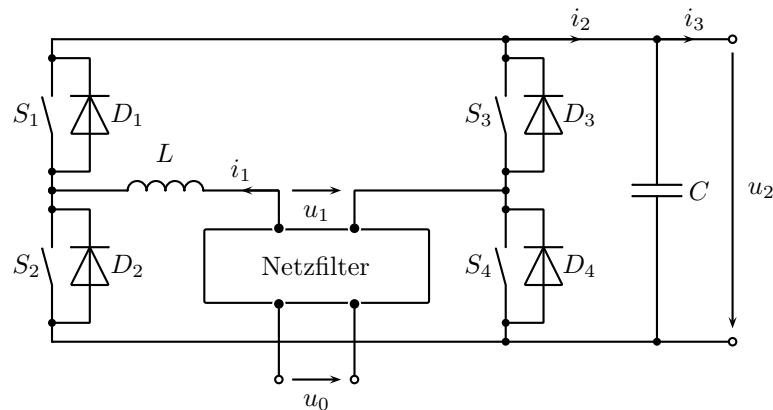 i₂
i₃
S₁
D₁
S₃
D₃
L
i₁
u₁
C
u₂
S₂
D₂
Netzfilter
S₄
D₄
u₀